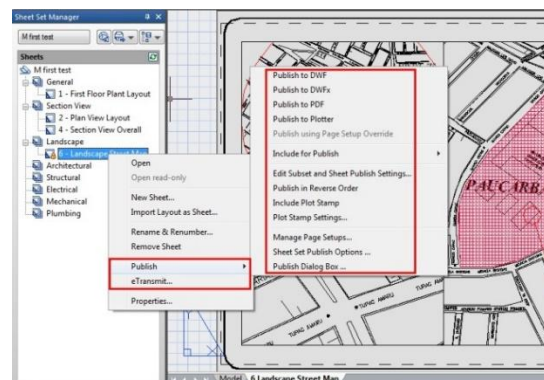 Sheet Set Manager
M first test
Sheets
M first test
General
1 - First Floor Plant Layout
Section View
2 - Plan View Layout
4 - Section View Overall
Landscape
6 - Landscape Street Map
Architectural
Structural
Electrical
Mechanical
Plumbing
Open
Open read-only
New Sheet...
Import Layout as Sheet...
Rename & Renumber...
Remove Sheet
Publish
eTransmit...
Properties...
Publish to DWF
Publish to DWFx
Publish to PDF
Publish to Plotter
Publish using Page Setup Override
Include for Publish
Edit Subset and Sheet Publish Settings...
Publish in Reverse Order
Include Plot Stamp
Plot Stamp Settings...
Manage Page Setups...
Sheet Set Publish Options ...
Publish Dialog Box ...
PAUCARB
TUPAC AMARU
TUPAC AMARU
Model
6 Landscape Street Map